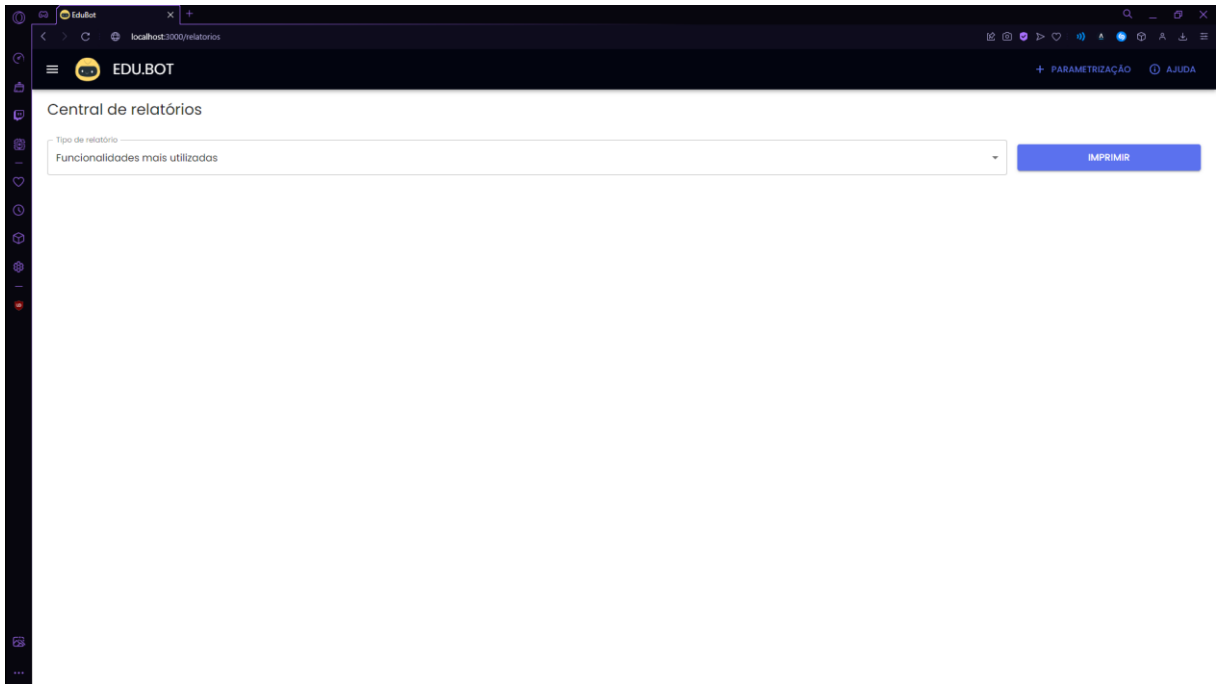 EduBot
localhost:3000/relatorios
EDU.BOT
+ PARAMETRIZAÇÃO
AJUDA
Central de relatórios
Tipo de relatório
Funcionalidades mais utilizadas
IMPRIMIR